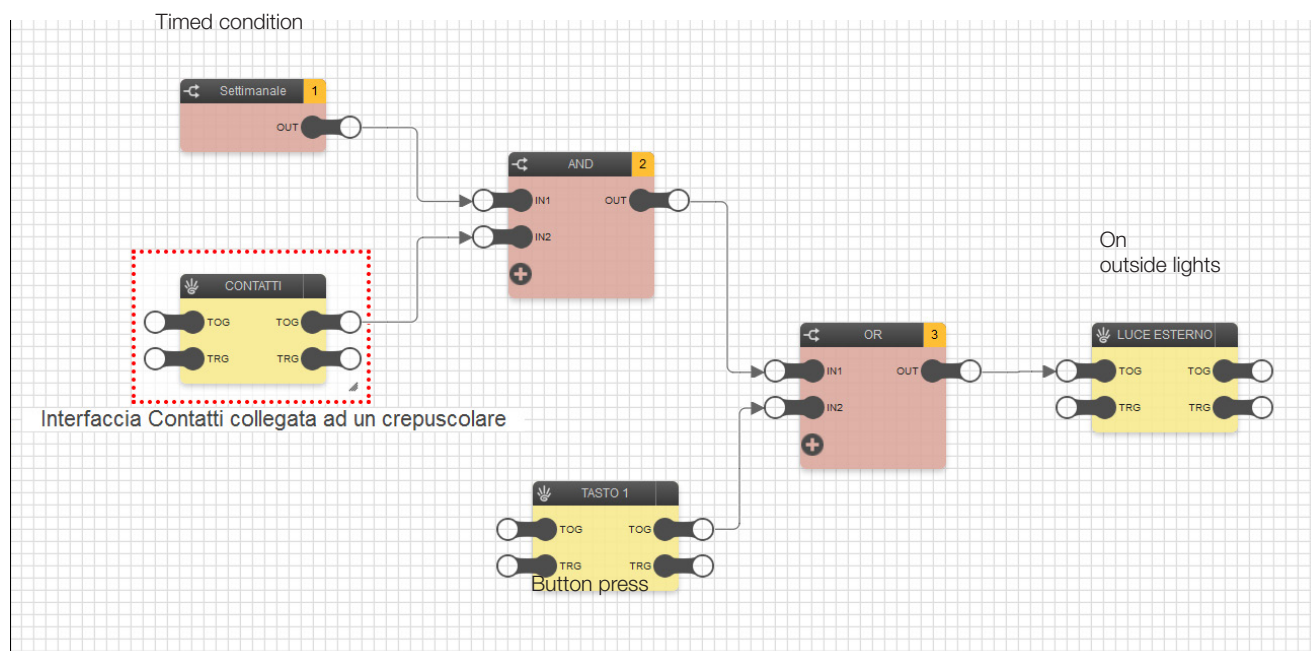 Timed condition
Settimanale 1
OUT
AND 2
IN1 OUT
IN2
CONTATTI
TOG TOG
TRG TRG
Interfaccia Contatti collegata ad un crepuscolare
On
outside lights
OR 3
IN1 OUT
IN2
LUCE ESTERNO
TOG TOG
TRG TRG
TASTO 1
TOG TOG
TRG TRG
Button press